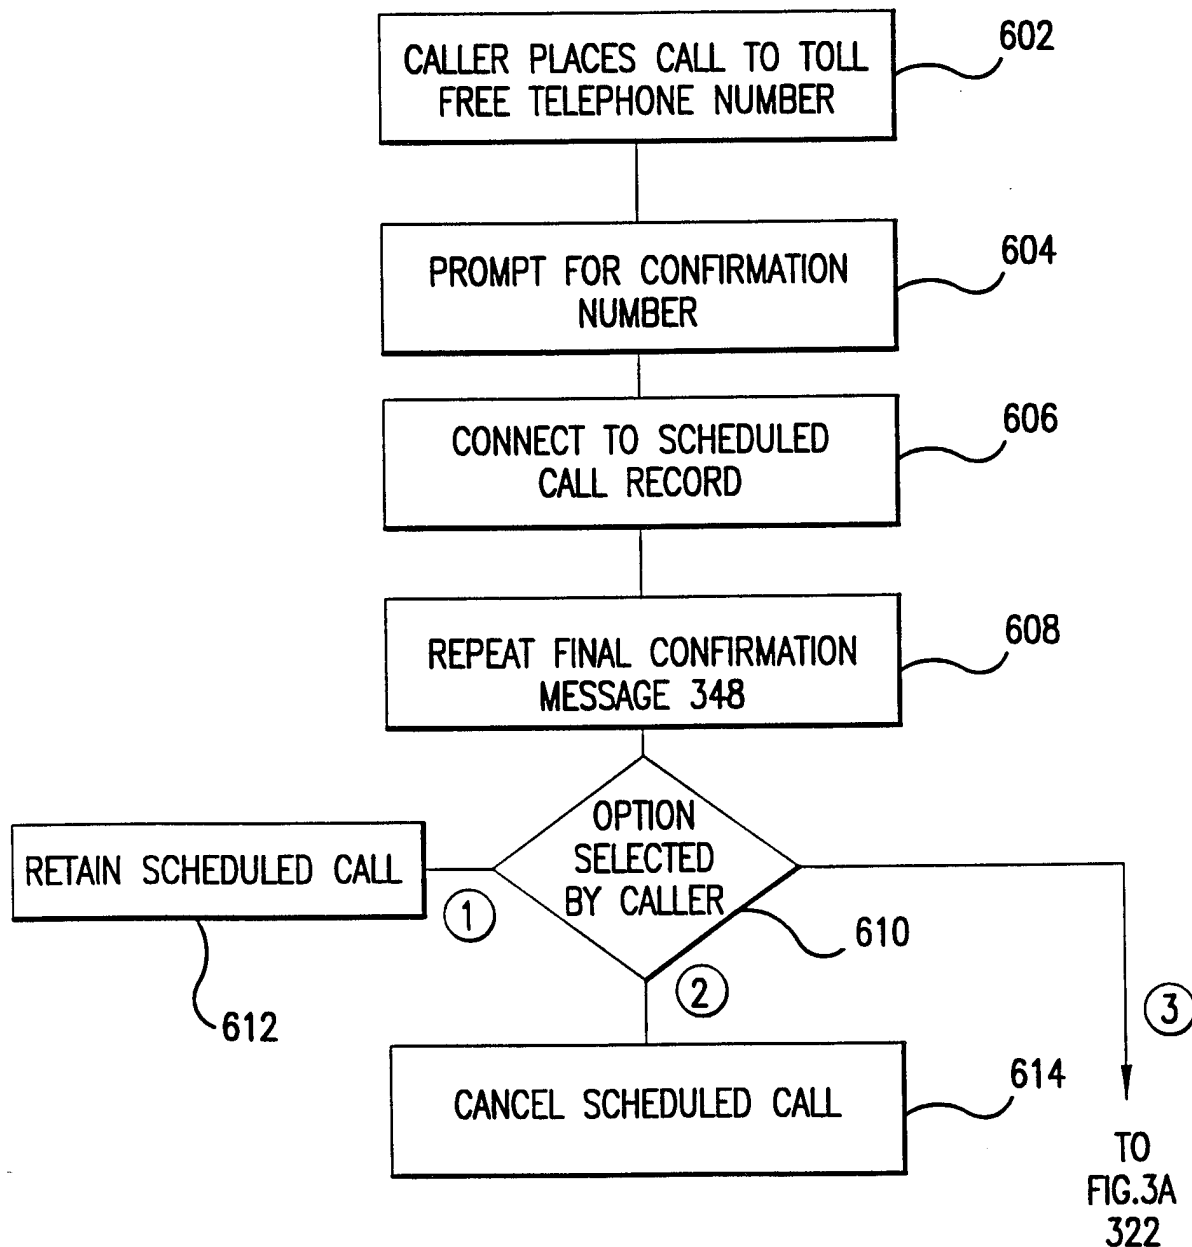 CALLER PLACES CALL TO TOLL
FREE TELEPHONE NUMBER
602
PROMPT FOR CONFIRMATION
NUMBER
604
CONNECT TO SCHEDULED
CALL RECORD
606
REPEAT FINAL CONFIRMATION
MESSAGE 348
608
OPTION
SELECTED
BY CALLER
610
RETAIN SCHEDULED CALL
1
612
2
3
CANCEL SCHEDULED CALL
614
TO
FIG.3A
322